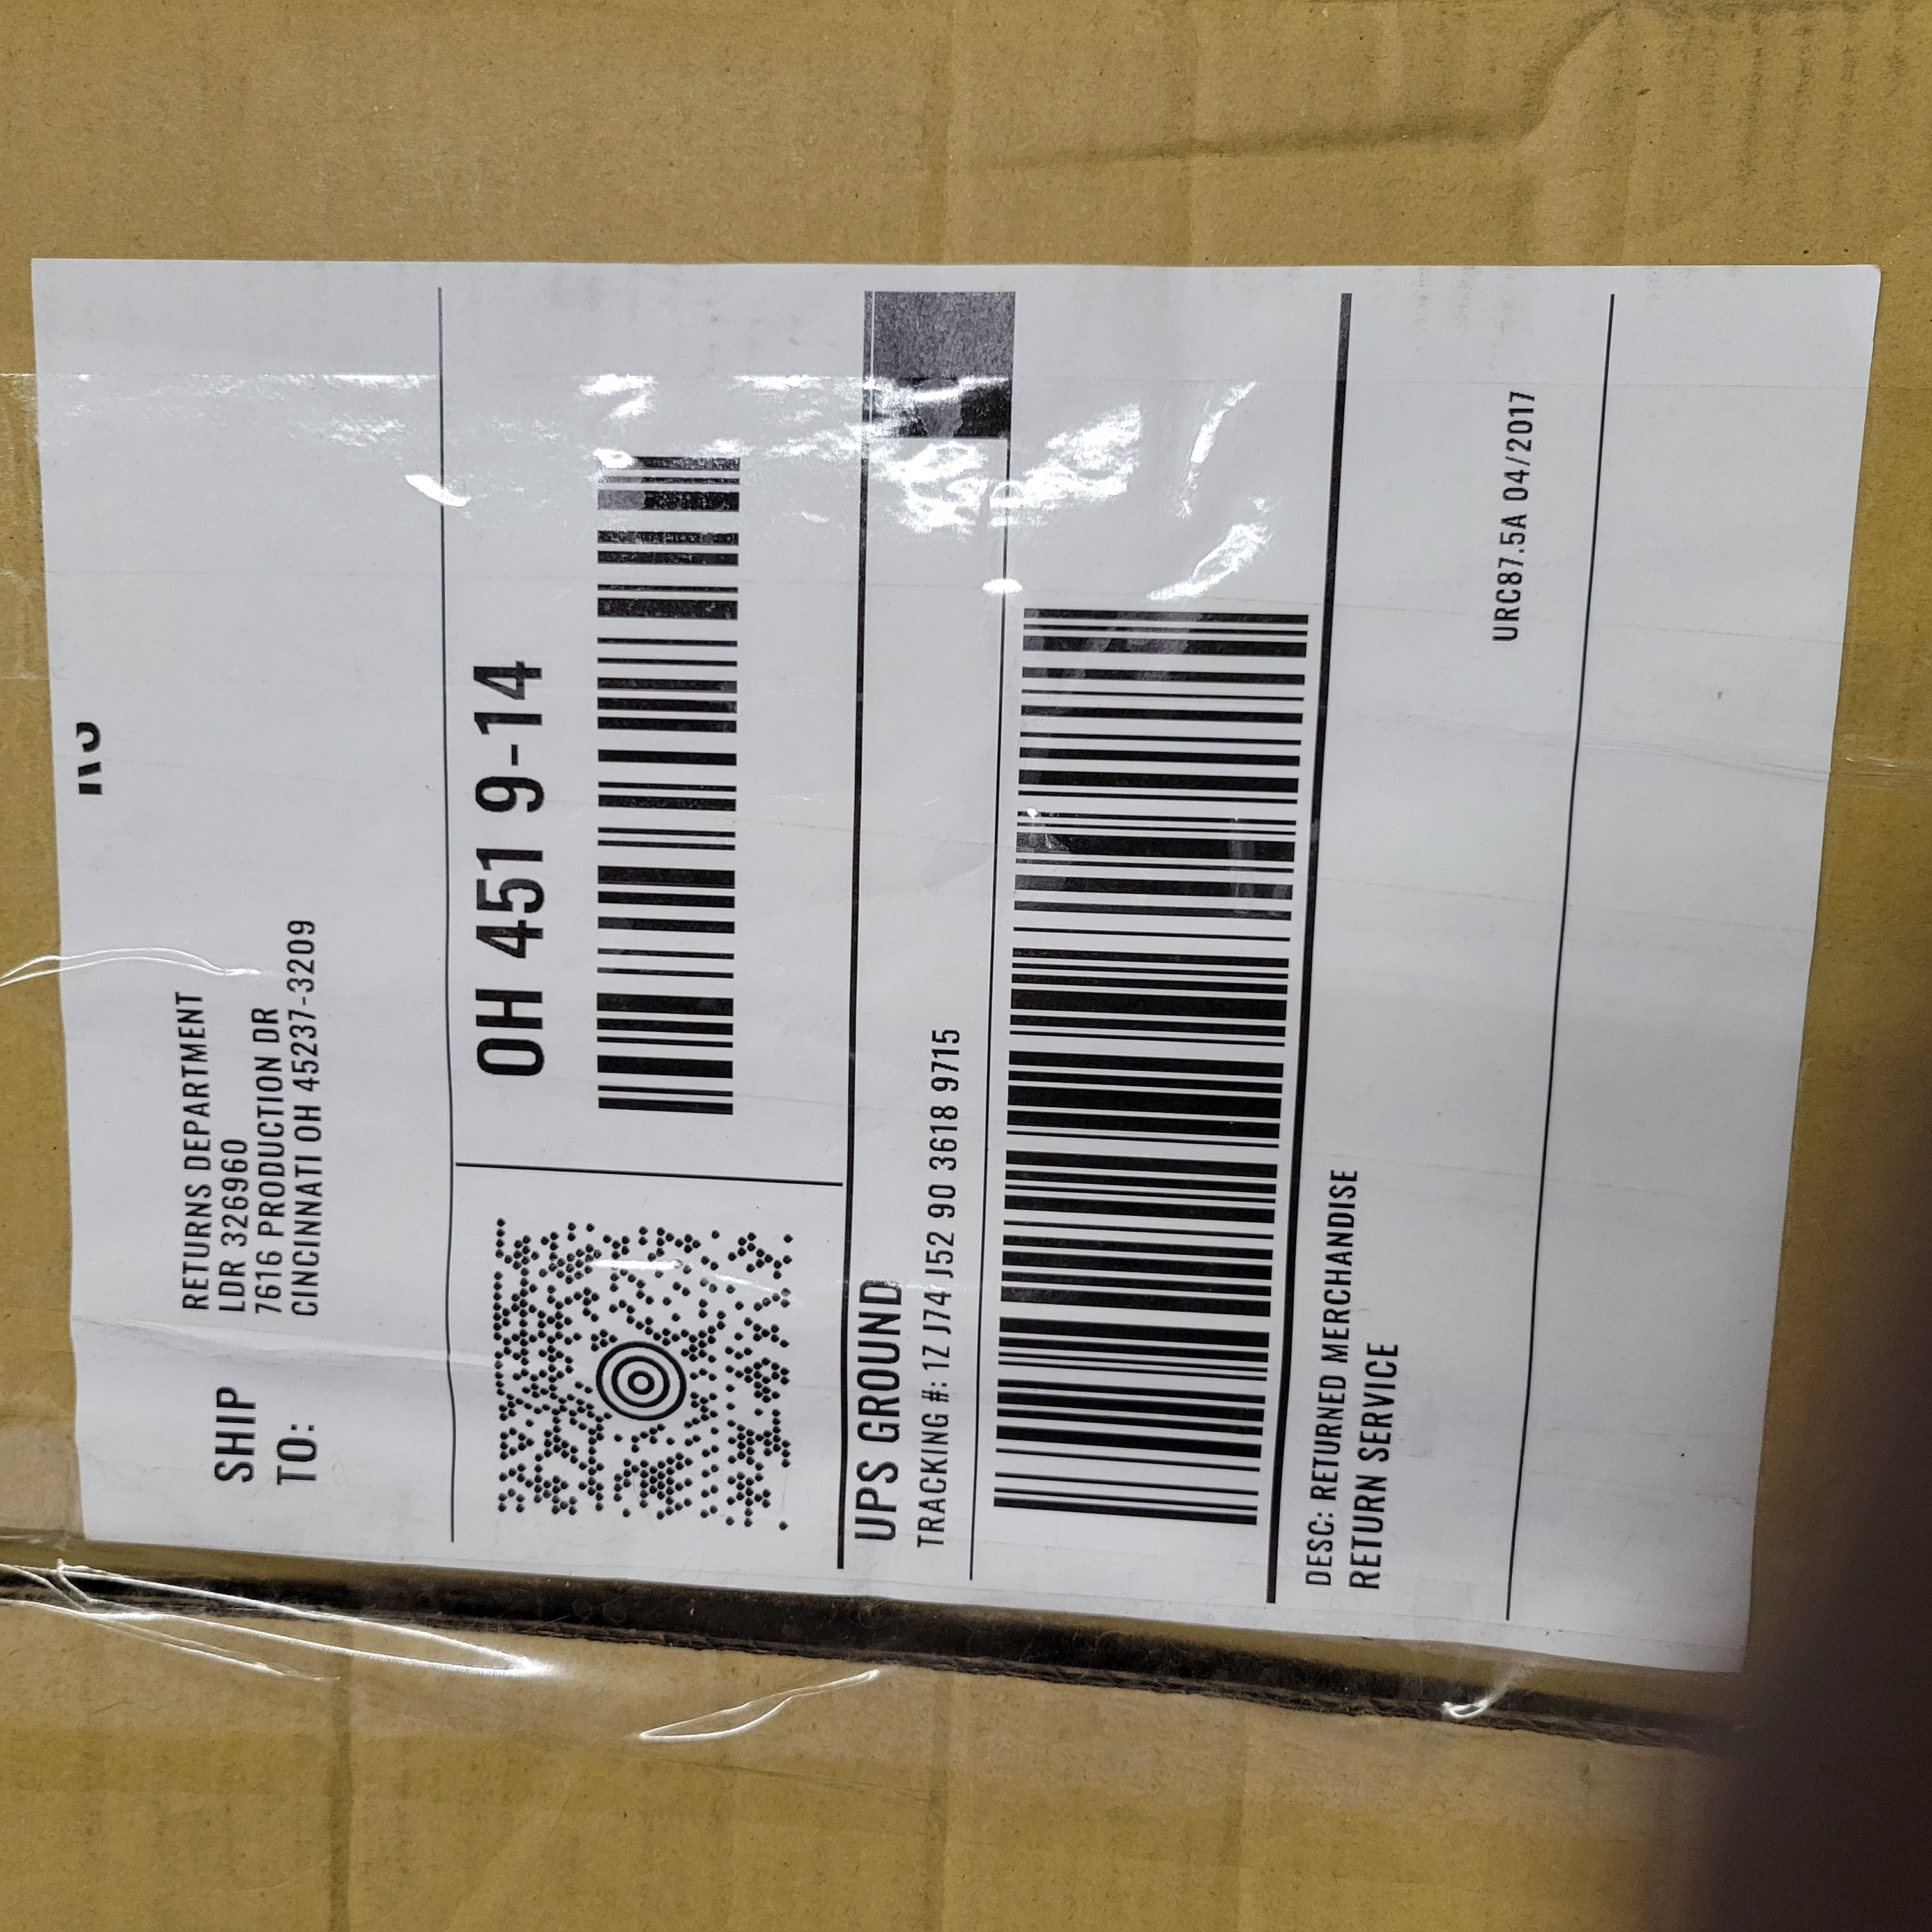 SHIP
TO:
RETURNS DEPARTMENT
LDR 326960
7616 PRODUCTION DR
CINCINNATI OH 45237-3209
OH 451 9-14
UPS GROUND
TRACKING #: 1Z J74 J52 90 3618 9715
DESC: RETURNED MERCHANDISE
RETURN SERVICE
URC87.5A 04/2017